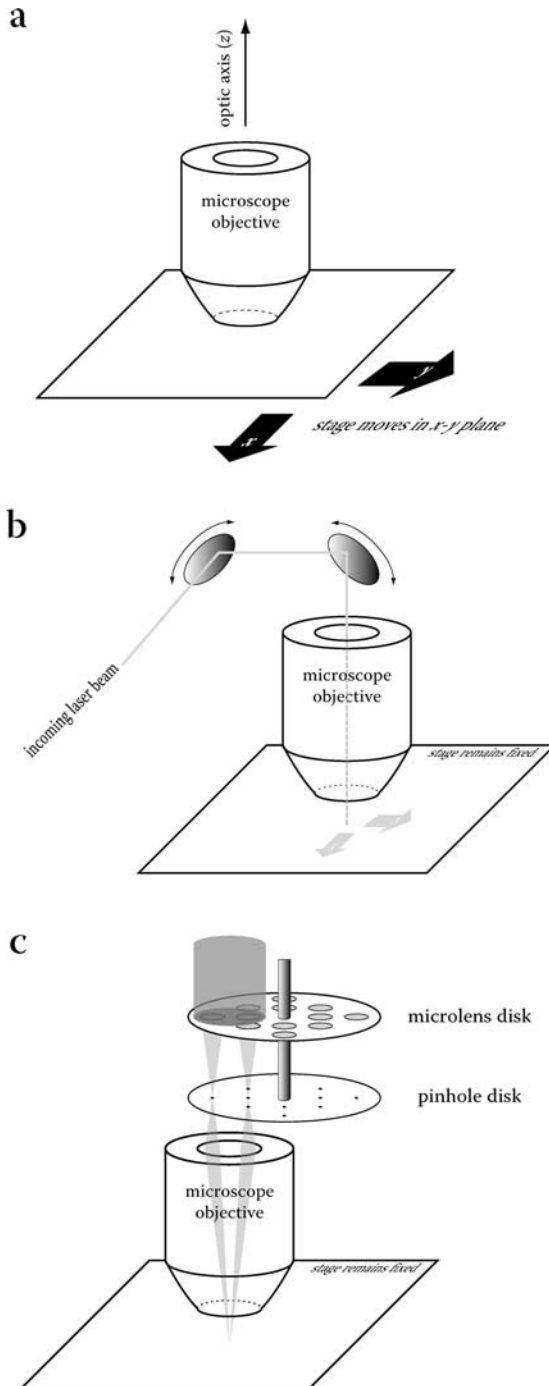 a
optic axis (z)
microscope
objective
y
x
stage moves in x-y plane
b
incoming laser beam
microscope
objective
stage remains fixed
c
microlens disk
pinhole disk
microscope
objective
stage remains fixed